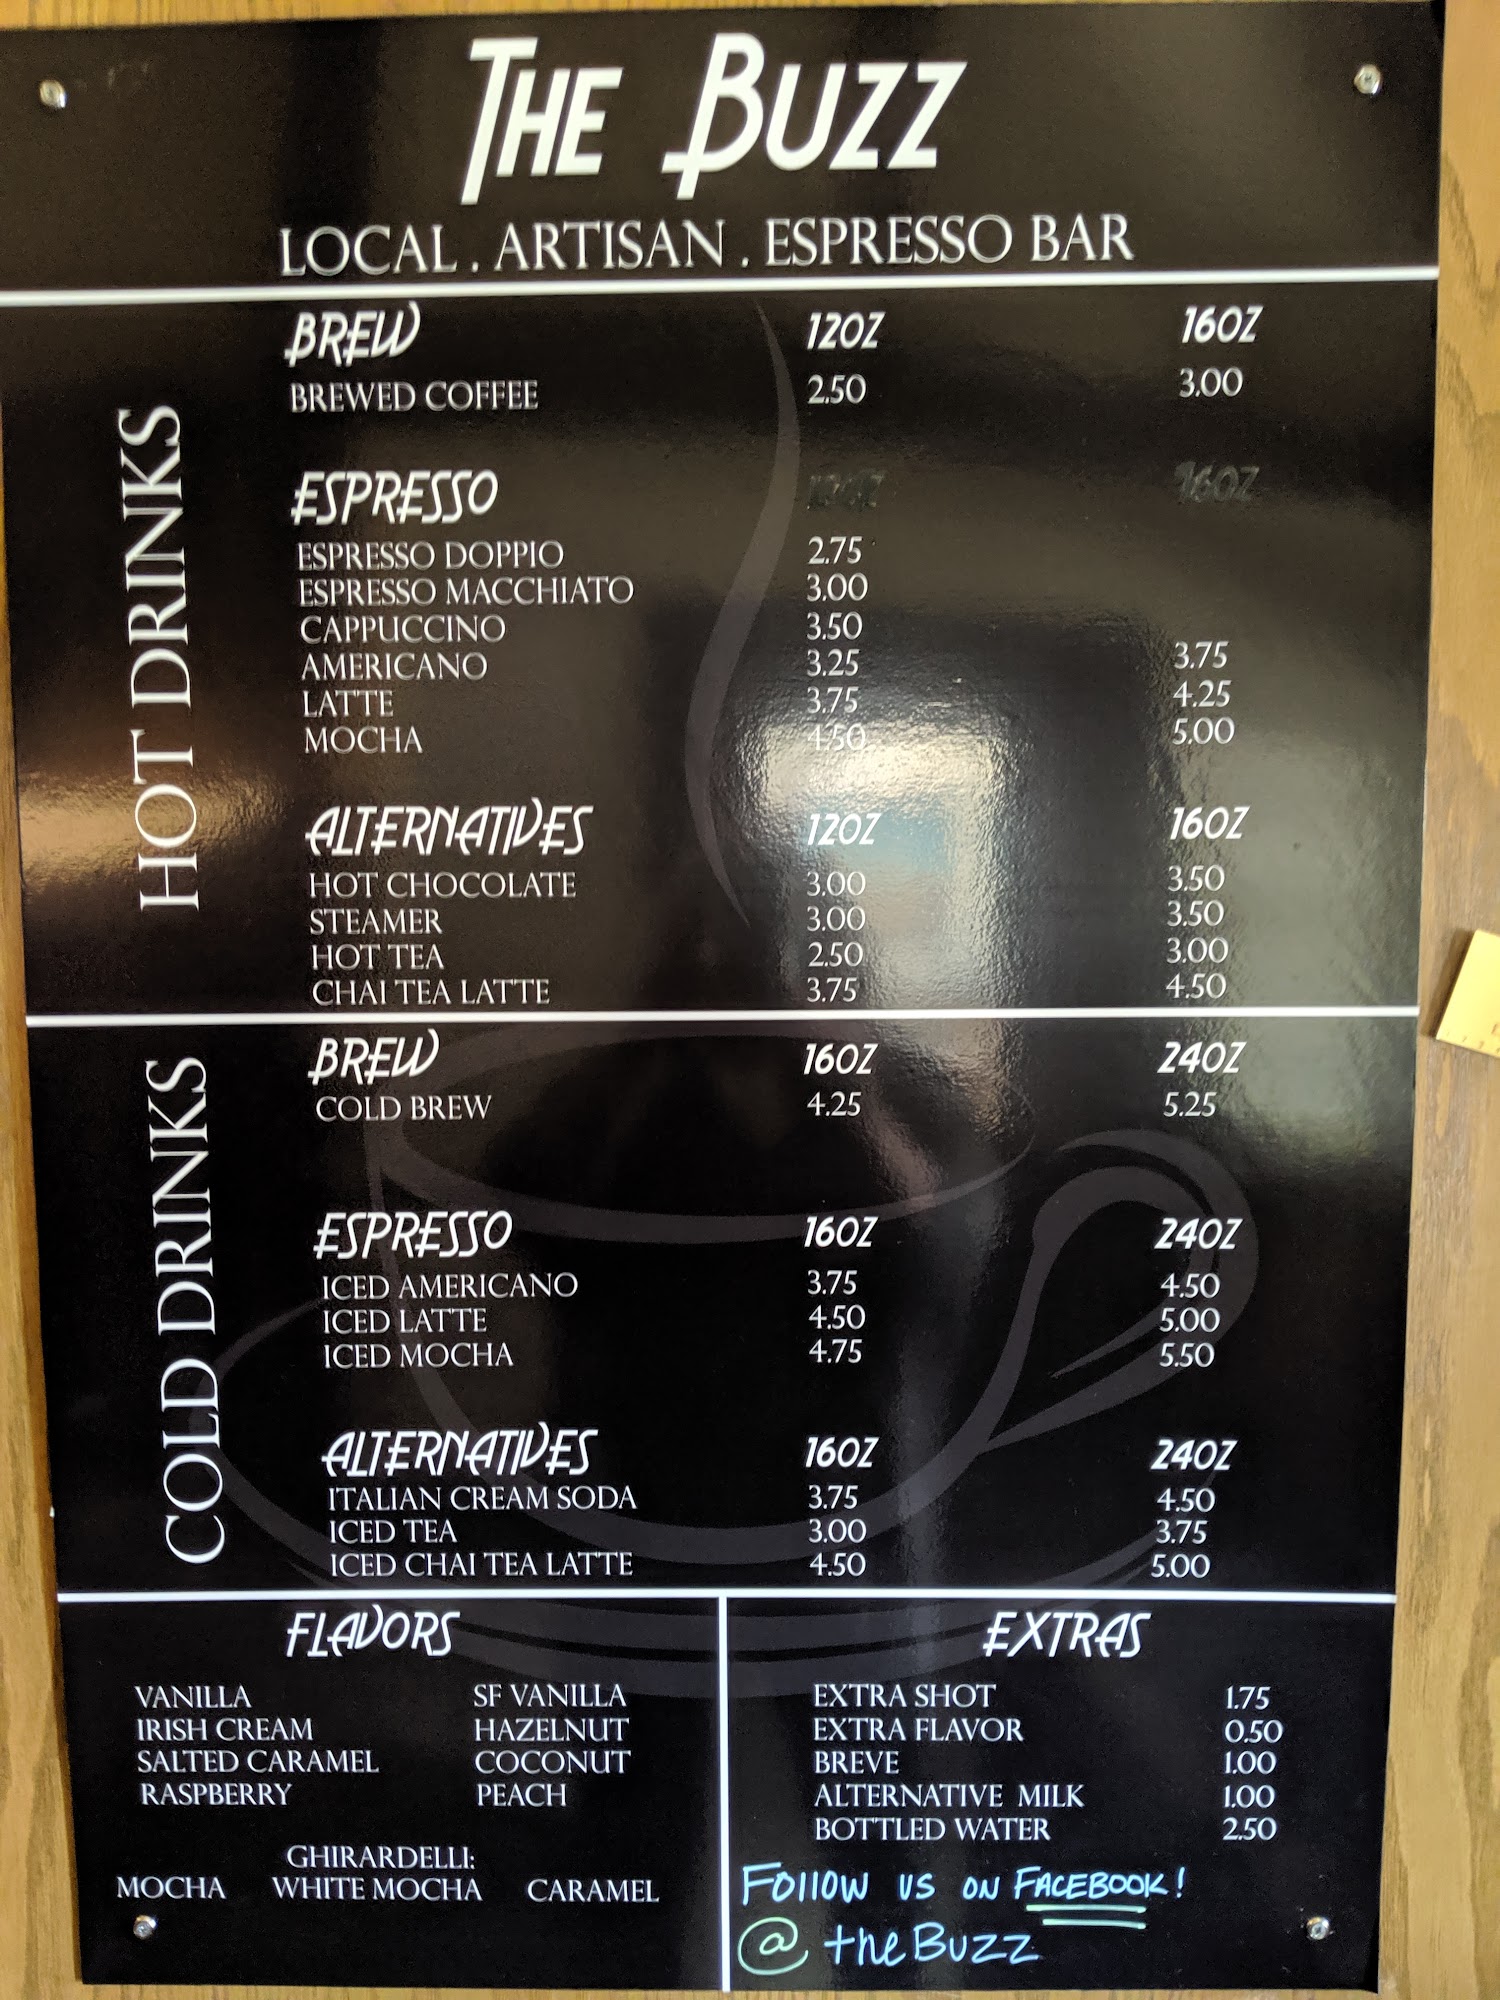 THE BUZZ
LOCAL . ARTISAN . ESPRESSO BAR
HOT DRINKS
BREW 12OZ 16OZ
BREWED COFFEE 2.50 3.00
ESPRESSO 12OZ 16OZ
ESPRESSO DOPPIO 2.75
ESPRESSO MACCHIATO 3.00
CAPPUCCINO 3.50
AMERICANO 3.25 3.75
LATTE 3.75 4.25
MOCHA 4.50 5.00
ALTERNATIVES 12OZ 16OZ
HOT CHOCOLATE 3.00 3.50
STEAMER 3.00 3.50
HOT TEA 2.50 3.00
CHAI TEA LATTE 3.75 4.50
COLD DRINKS
BREW 16OZ 24OZ
COLD BREW 4.25 5.25
ESPRESSO 16OZ 24OZ
ICED AMERICANO 3.75 4.50
ICED LATTE 4.50 5.00
ICED MOCHA 4.75 5.50
ALTERNATIVES 16OZ 24OZ
ITALIAN CREAM SODA 3.75 4.50
ICED TEA 3.00 3.75
ICED CHAI TEA LATTE 4.50 5.00
FLAVORS
VANILLA SF VANILLA
IRISH CREAM HAZELNUT
SALTED CARAMEL COCONUT
RASPBERRY PEACH
GHIRARDELLI:
MOCHA WHITE MOCHA CARAMEL
EXTRAS
EXTRA SHOT 1.75
EXTRA FLAVOR 0.50
BREVE 1.00
ALTERNATIVE MILK 1.00
BOTTLED WATER 2.50
FOllOW US ON FACEBOOK!
@ theBuzz